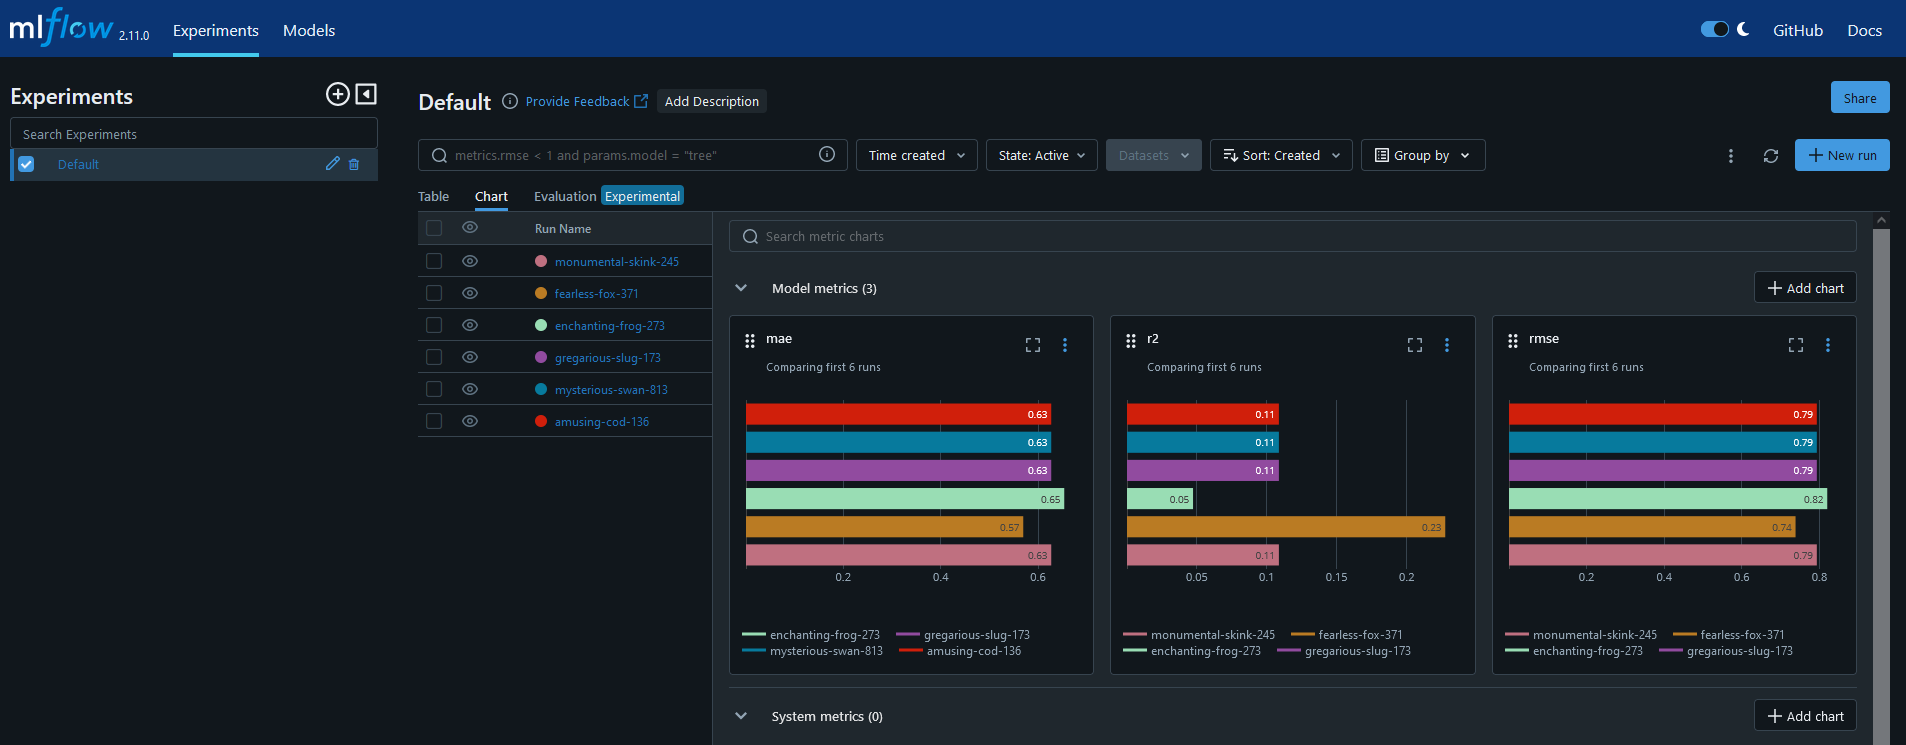 mlflow 2.11.0 Experiments Models GitHub Docs
Experiments
Search Experiments
Default
Default Provide Feedback Add Description Share
metrics.rmse < 1 and params.model = "tree" Time created State: Active Datasets Sort: Created Group by New run
Table Chart Evaluation Experimental
Run Name
monumental-skink-245
fearless-fox-371
enchanting-frog-273
gregarious-slug-173
mysterious-swan-813
amusing-cod-136
Search metric charts
Model metrics (3) Add chart
mae
Comparing first 6 runs
0.63
0.63
0.63
0.65
0.57
0.63
0.2 0.4 0.6
enchanting-frog-273 gregarious-slug-173
mysterious-swan-813 amusing-cod-136
r2
Comparing first 6 runs
0.11
0.11
0.11
0.05
0.23
0.11
0.05 0.1 0.15 0.2
monumental-skink-245 fearless-fox-371
enchanting-frog-273 gregarious-slug-173
rmse
Comparing first 6 runs
0.79
0.79
0.79
0.82
0.74
0.79
0.2 0.4 0.6 0.8
monumental-skink-245 fearless-fox-371
enchanting-frog-273 gregarious-slug-173
System metrics (0) Add chart